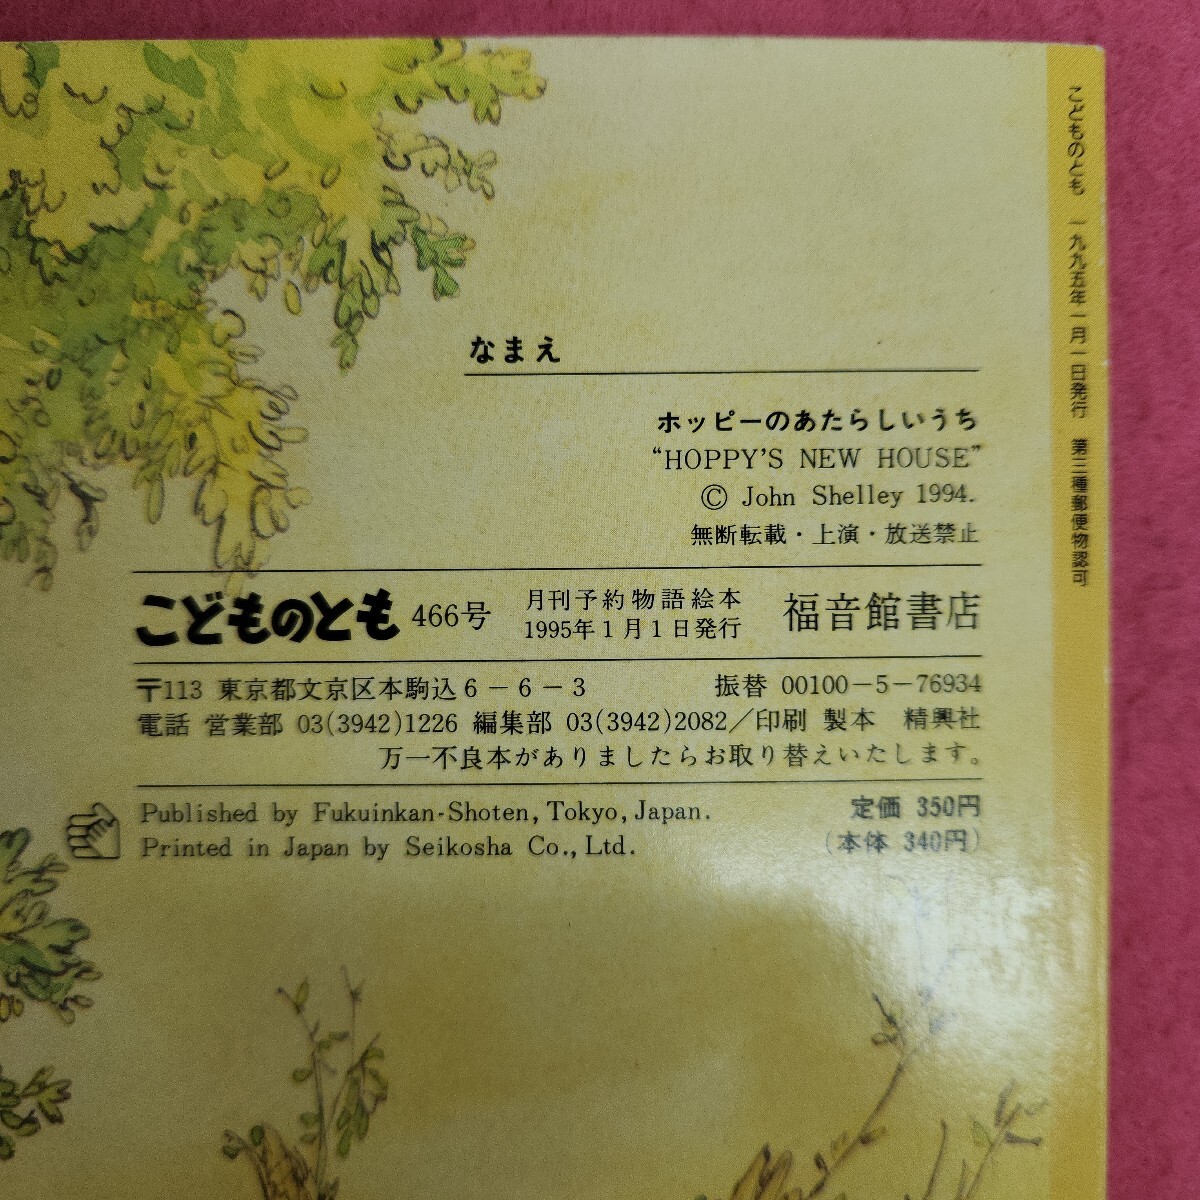 なまえ
ホッピーのあたらしいうち
“HOPPY'S NEW HOUSE”
Ⓒ John Shelley 1994.
無断転載・上演・放送禁止
こどものとも 466号 月刊予約物語絵本 福音館書店
1995年1月1日発行
〒113 東京都文京区本駒込6－6－3 振替 00100－5－76934
電話 営業部 03(3942)1226 編集部 03(3942)2082／印刷 製本 精興社
万一不良本がありましたらお取り替えいたします。
Published by Fukuinkan-Shoten, Tokyo, Japan. 定価 350円
Printed in Japan by Seikosha Co., Ltd. (本体 340円)
こどものとも 一九九五年一月一日発行 第三種郵便物認可